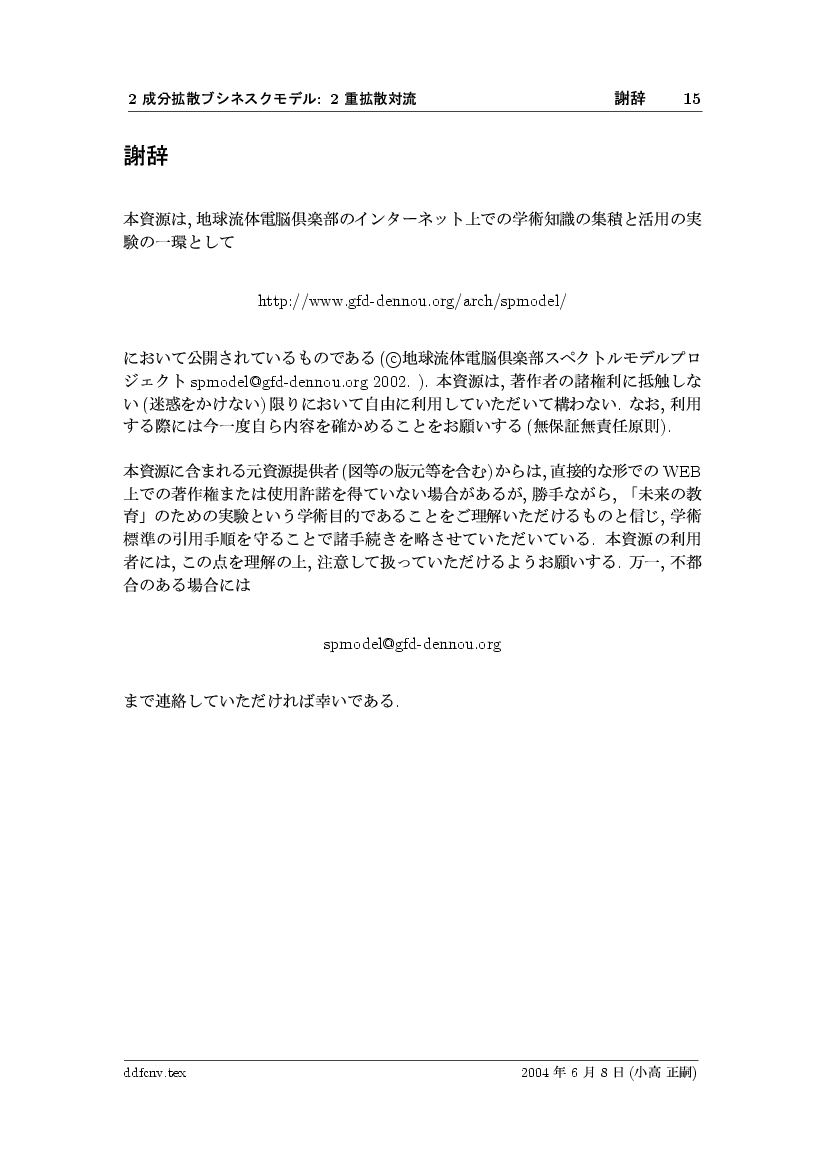 2 成分拡散ブシネスクモデル: 2 重拡散対流 謝辞 15
謝辞
本資源は, 地球流体電脳倶楽部のインターネット上での学術知識の集積と活用の実
験の一環として
http://www.gfd-dennou.org/arch/spmodel/
において公開されているものである (©地球流体電脳倶楽部スペクトルモデルプロ
ジェクト spmodel@gfd-dennou.org 2002. ). 本資源は, 著作者の諸権利に抵触しな
い (迷惑をかけない) 限りにおいて自由に利用していただいて構わない. なお, 利用
する際には今一度自ら内容を確かめることをお願いする (無保証無責任原則).
本資源に含まれる元資源提供者 (図等の版元等を含む) からは, 直接的な形での WEB
上での著作権または使用許諾を得ていない場合があるが, 勝手ながら, 「未来の教
育」のための実験という学術目的であることをご理解いただけるものと信じ, 学術
標準の引用手順を守ることで諸手続きを略させていただいている. 本資源の利用
者には, この点を理解の上, 注意して扱っていただけるようお願いする. 万一, 不都
合のある場合には
spmodel@gfd-dennou.org
まで連絡していただければ幸いである.
ddfcnv.tex 2004 年 6 月 8 日 (小高 正嗣)